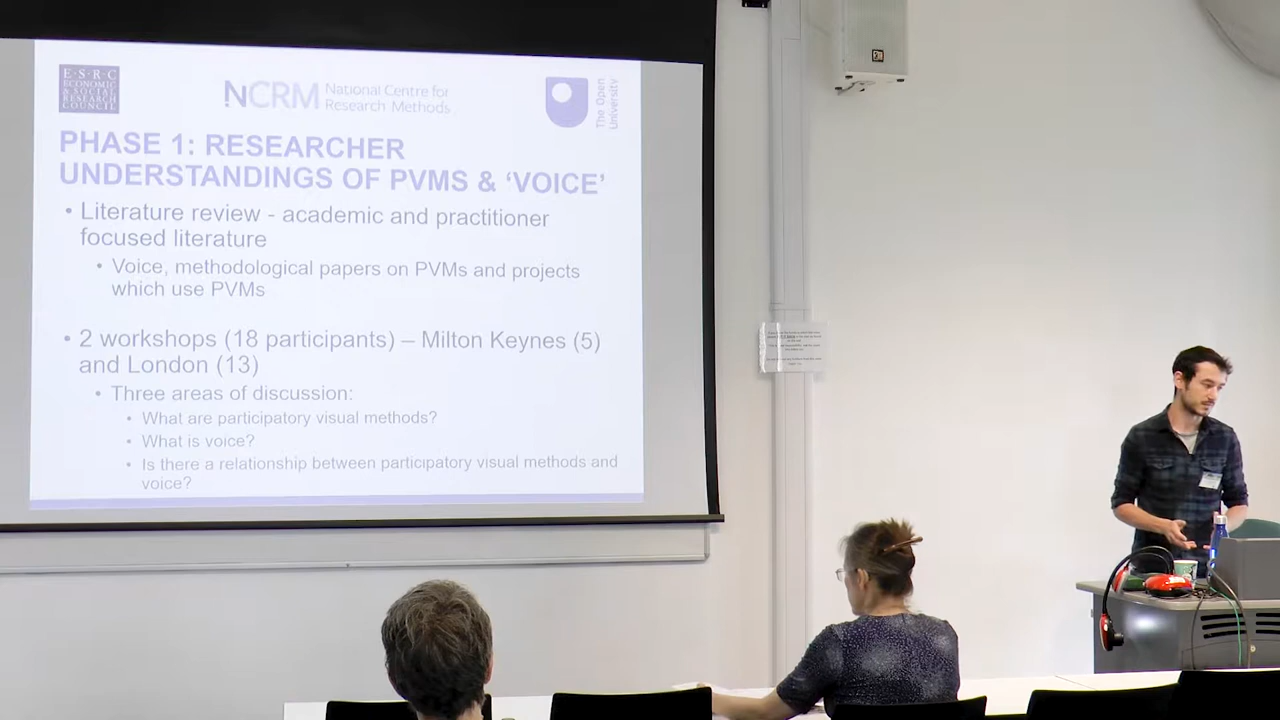 E·S·R·C
ECONOMIC
& SOCIAL
RESEARCH
COUNCIL
NCRM National Centre for
Research Methods
The Open
University
PHASE 1: RESEARCHER
UNDERSTANDINGS OF PVMS & ‘VOICE’
• Literature review - academic and practitioner
focused literature
• Voice, methodological papers on PVMs and projects
which use PVMs
• 2 workshops (18 participants) – Milton Keynes (5)
and London (13)
• Three areas of discussion:
• What are participatory visual methods?
• What is voice?
• Is there a relationship between participatory visual methods and
voice?